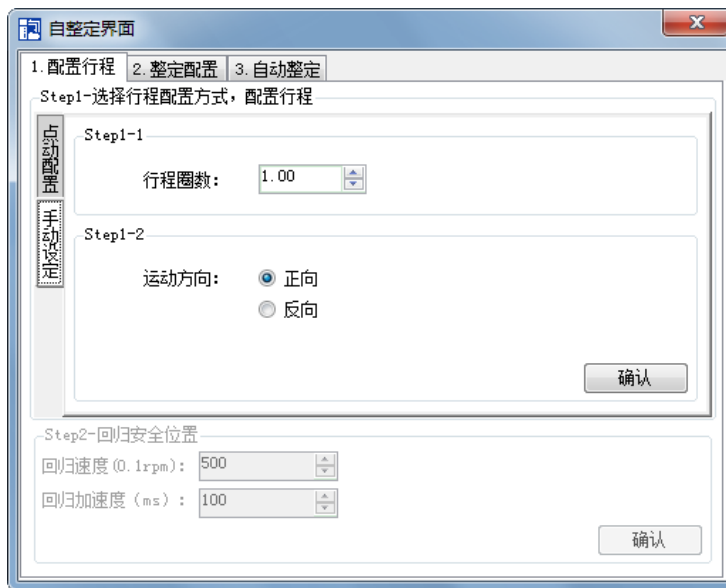 自整定界面
1.配置行程 2.整定配置 3.自动整定
Step1-选择行程配置方式，配置行程
点动配置
手动设定
Step1-1
行程圈数： 1.00
Step1-2
运动方向： 正向
反向
确认
Step2-回归安全位置
回归速度(0.1rpm)： 500
回归加速度（ms）： 100
确认